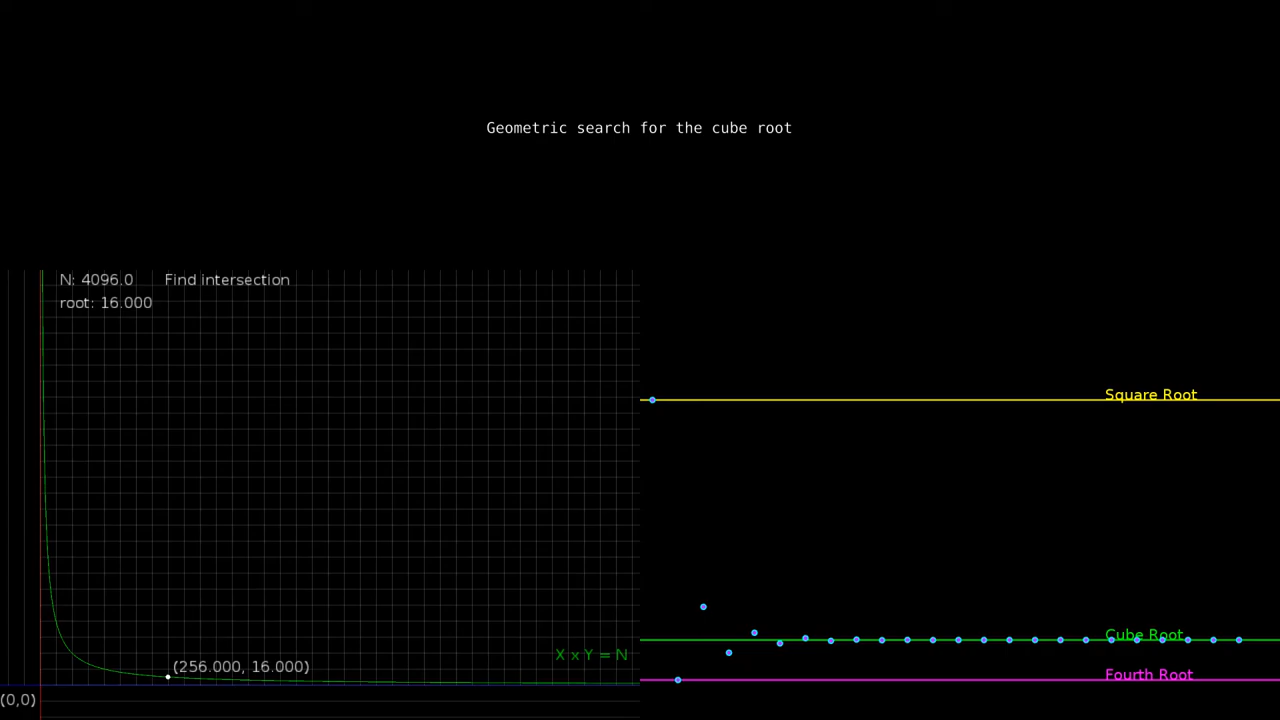 Geometric search for the cube root
N: 4096.0 Find intersection
root: 16.000
Square Root
Cube Root
X x Y = N
(256.000, 16.000)
Fourth Root
(0,0)